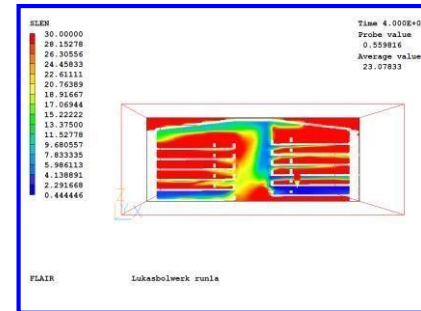 SLEN
30.00000
28.15278
26.30556
24.45833
22.61111
20.76389
18.91667
17.06944
15.22222
13.37500
11.52778
9.680557
7.833335
5.986113
4.138891
2.291668
0.444446
Time 4.000E+0
Probe value
0.559816
Average value
23.07833
Z
X
FLAIR
Lukasbolwerk runla